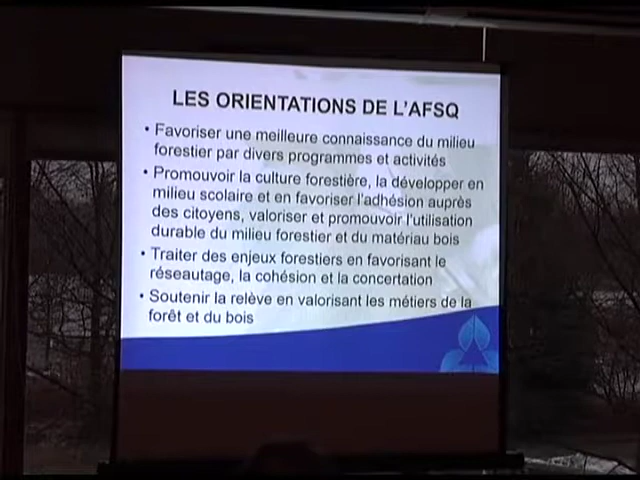 LES ORIENTATIONS DE L'AFSQ
• Favoriser une meilleure connaissance du milieu
forestier par divers programmes et activités
• Promouvoir la culture forestière, la développer en
milieu scolaire et en favoriser l'adhésion auprès
des citoyens, valoriser et promouvoir l'utilisation
durable du milieu forestier et du matériau bois
• Traiter des enjeux forestiers en favorisant le
réseautage, la cohésion et la concertation
• Soutenir la relève en valorisant les métiers de la
forêt et du bois